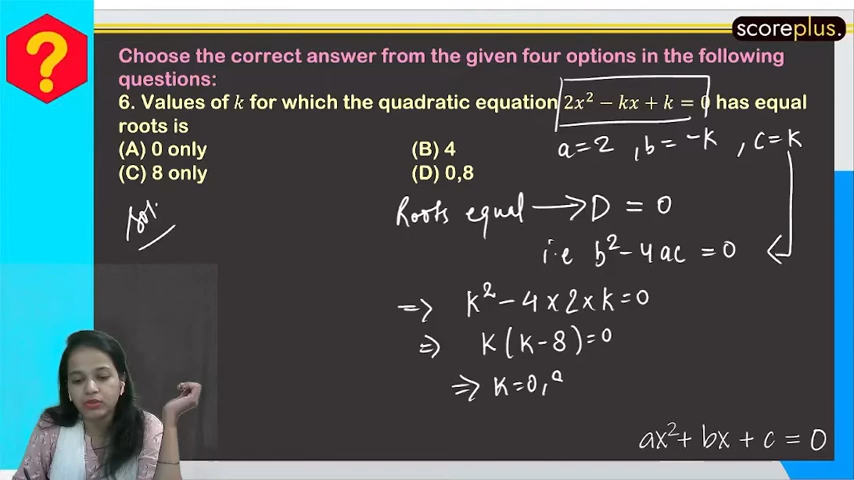 scoreplus.
?
Choose the correct answer from the given four options in the following
questions:
6. Values of k for which the quadratic equation 2x² − kx + k = 0 has equal
roots is
(A) 0 only
(B) 4
(C) 8 only
(D) 0,8
a=2 , b= -k , c=k
Sol:
Roots equal → D = 0
i.e b² - 4ac = 0
⇒ k² - 4×2×k=0
⇒ k(k-8)=0
⇒ k=0,
ax² + bx + c = 0